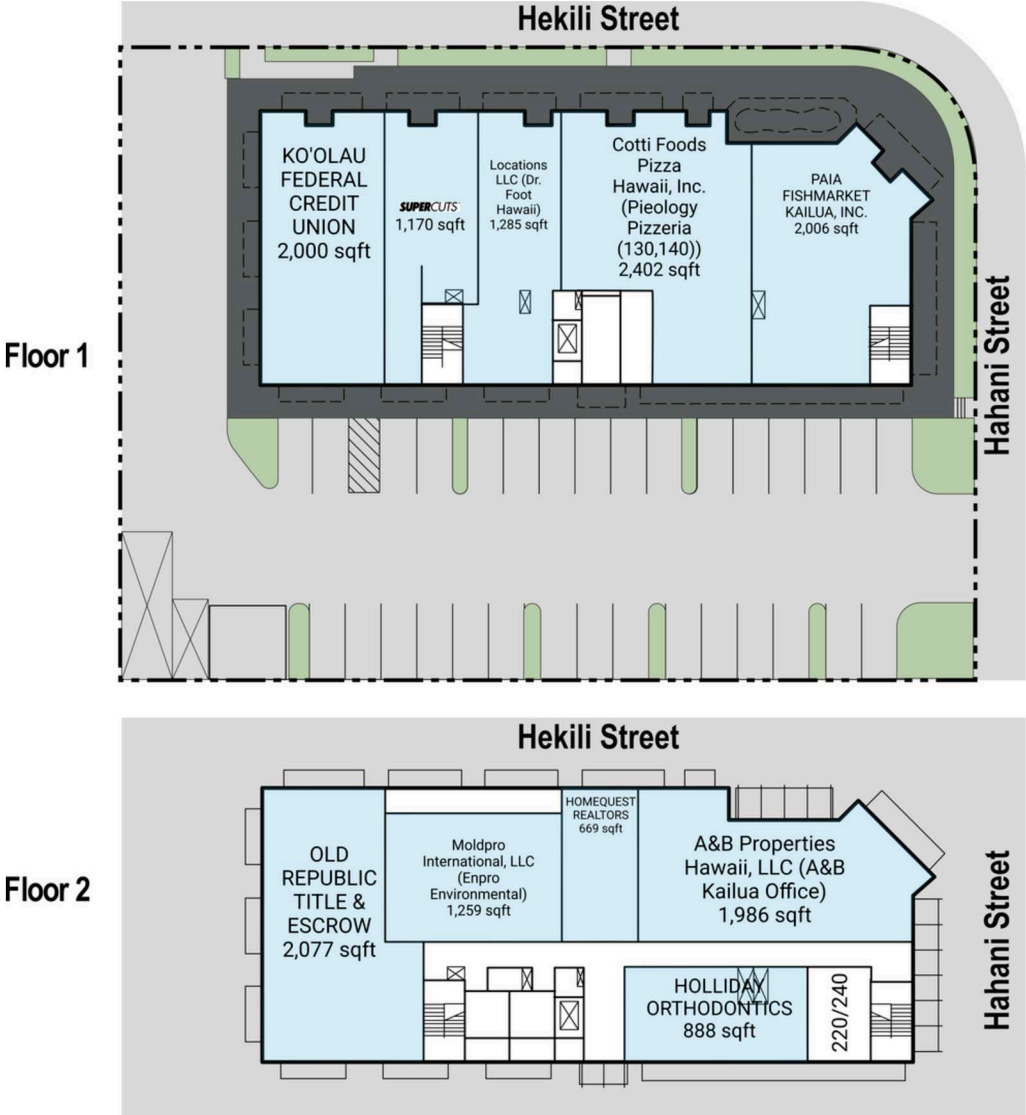 Hekili Street
KO'OLAU
FEDERAL
CREDIT
UNION
2,000 sqft
SUPERCUTS
1,170 sqft
Locations
LLC (Dr.
Foot
Hawaii)
1,285 sqft
Cotti Foods
Pizza
Hawaii, Inc.
(Pieology
Pizzeria
(130,140))
2,402 sqft
PAIA
FISHMARKET
KAILUA, INC.
2,006 sqft
Floor 1
Hahani Street
Hekili Street
OLD
REPUBLIC
TITLE &
ESCROW
2,077 sqft
Moldpro
International, LLC
(Enpro
Environmental)
1,259 sqft
HOMEQUEST
REALTORS
669 sqft
A&B Properties
Hawaii, LLC (A&B
Kailua Office)
1,986 sqft
Floor 2
HOLLIDAY
ORTHODONTICS
888 sqft
220/240
Hahani Street